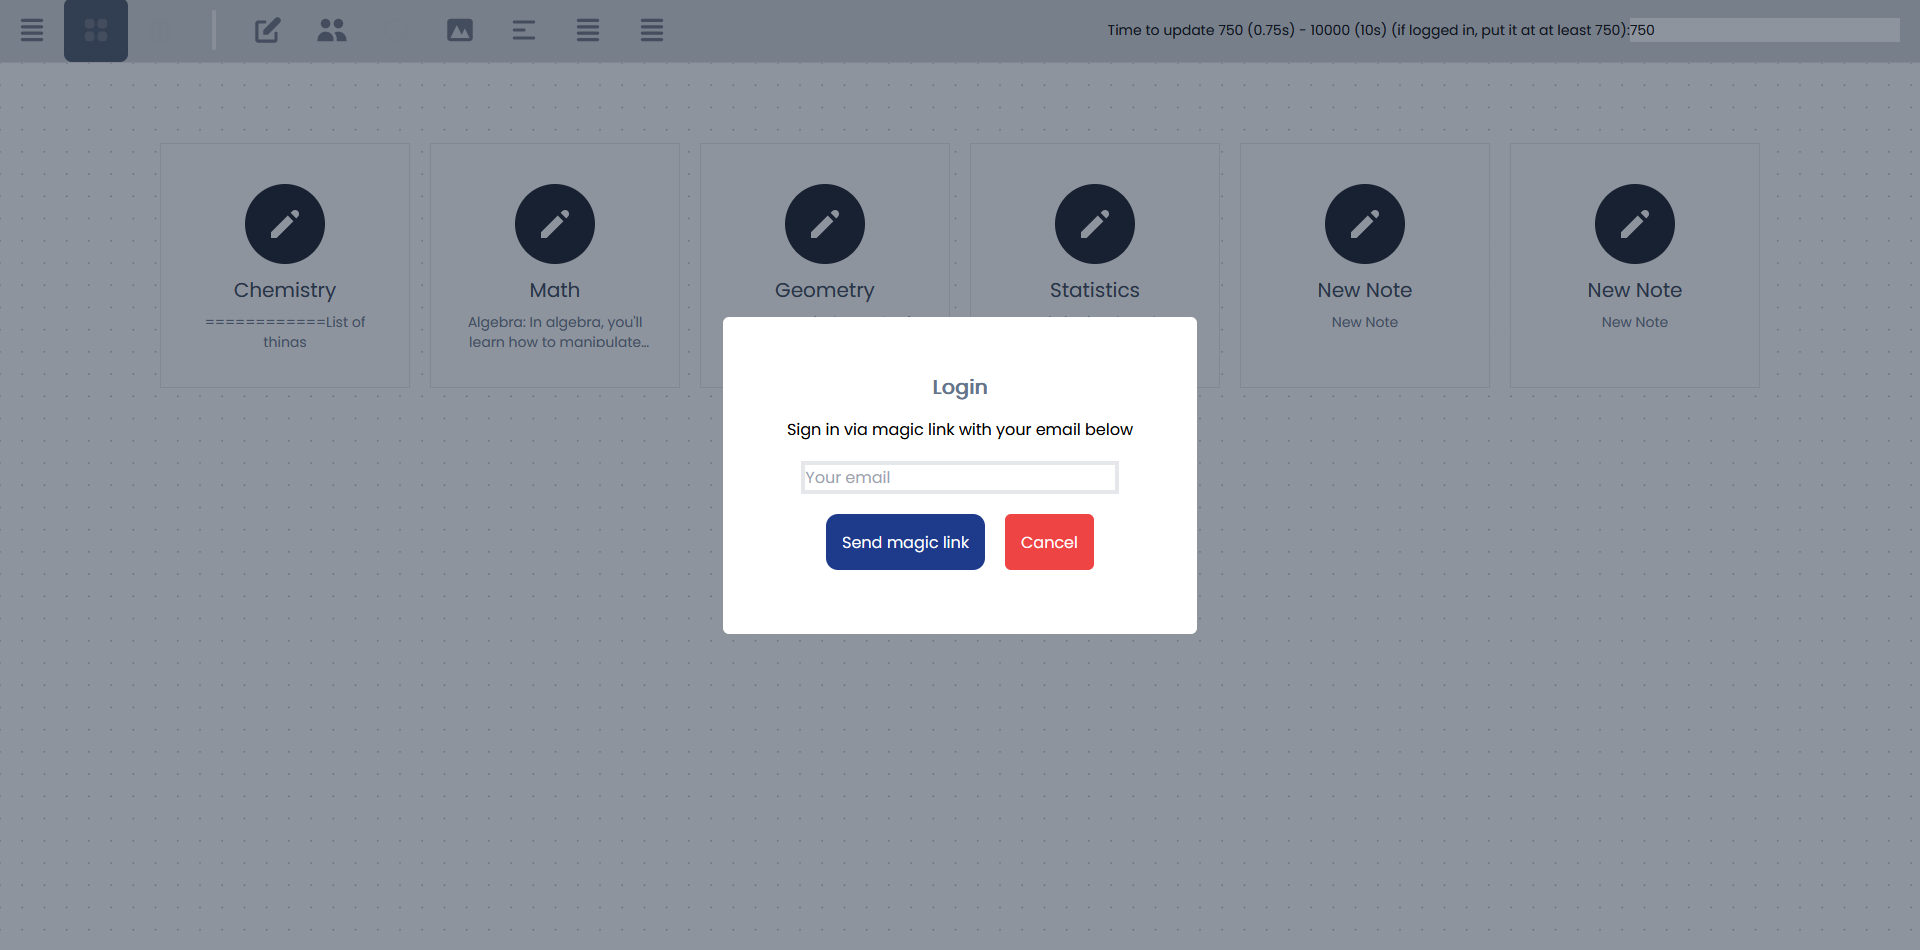 Time to update 750 (0.75s) - 10000 (10s) (if logged in, put it at at least 750):750
Chemistry
============List of
things
Math
Algebra: In algebra, you'll
learn how to manipulate...
Geometry
Statistics
New Note
New Note
New Note
New Note
Login
Sign in via magic link with your email below
Your email
Send magic link
Cancel